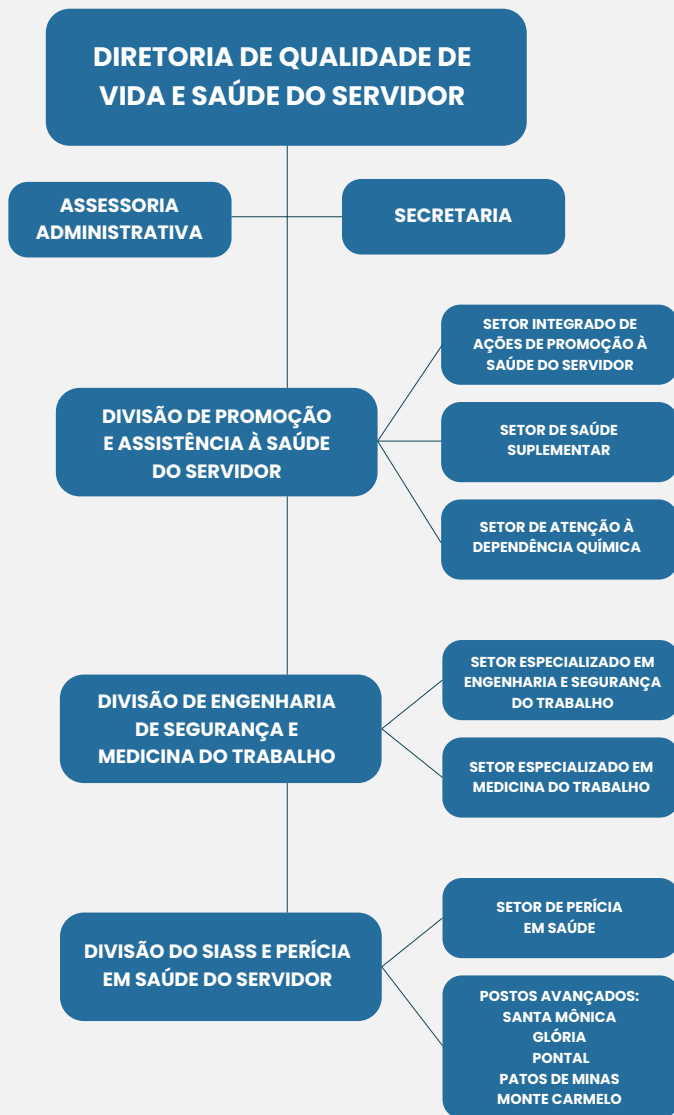 DIRETORIA DE QUALIDADE DE
VIDA E SAÚDE DO SERVIDOR
ASSESSORIA
ADMINISTRATIVA
SECRETARIA
SETOR INTEGRADO DE
AÇÕES DE PROMOÇÃO À
SAÚDE DO SERVIDOR
DIVISÃO DE PROMOÇÃO
E ASSISTÊNCIA À SAÚDE
DO SERVIDOR
SETOR DE SAÚDE
SUPLEMENTAR
SETOR DE ATENÇÃO À
DEPENDÊNCIA QUÍMICA
DIVISÃO DE ENGENHARIA
DE SEGURANÇA E
MEDICINA DO TRABALHO
SETOR ESPECIALIZADO EM
ENGENHARIA E SEGURANÇA
DO TRABALHO
SETOR ESPECIALIZADO EM
MEDICINA DO TRABALHO
DIVISÃO DO SIASS E PERÍCIA
EM SAÚDE DO SERVIDOR
SETOR DE PERÍCIA
EM SAÚDE
POSTOS AVANÇADOS:
SANTA MÔNICA
GLÓRIA
PONTAL
PATOS DE MINAS
MONTE CARMELO